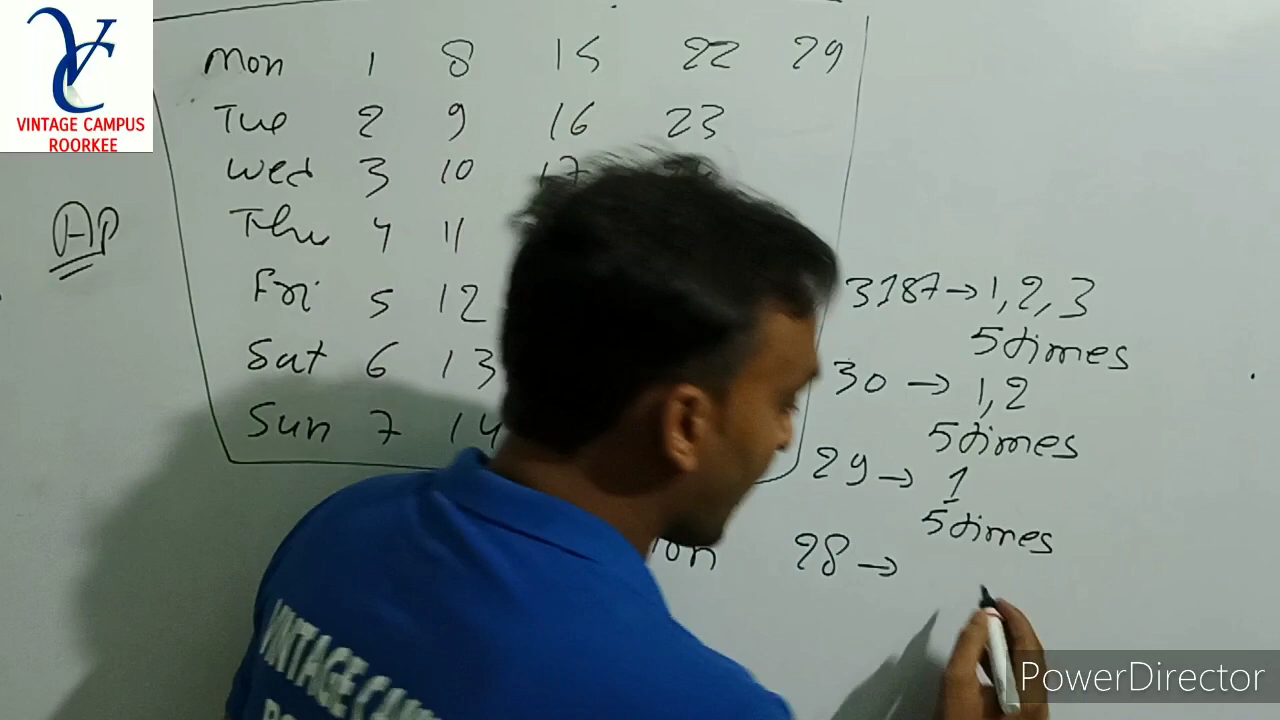 VINTAGE CAMPUS
ROORKEE
Mon 1 8 15 22 29
Tue 2 9 16 23
Wed 3 10 17
Thu 4 11
Fri 5 12
Sat 6 13
Sun 7 14
AP
3187 → 1, 2, 3
5 times
30 → 1, 2
5 times
29 → 1
5 times
28 →
VINTAGE
PowerDirector